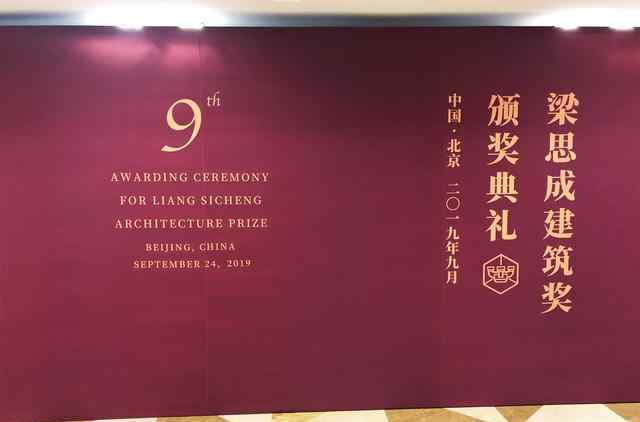 9th
AWARDING CEREMONY
FOR LIANG SICHENG
ARCHITECTURE PRIZE
BEIJING, CHINA
SEPTEMBER 24, 2019
梁思成建筑奖
颁奖典礼
中国·北京 二〇一九年九月